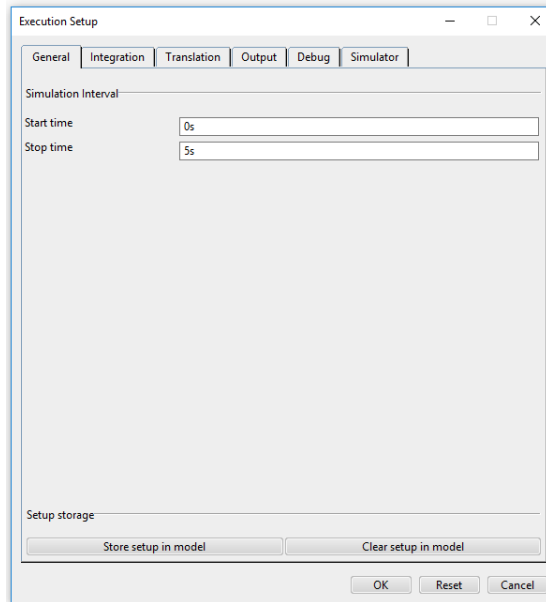 Execution Setup
General Integration Translation Output Debug Simulator
Simulation Interval
Start time 0s
Stop time 5s
Setup storage
Store setup in model Clear setup in model
OK Reset Cancel